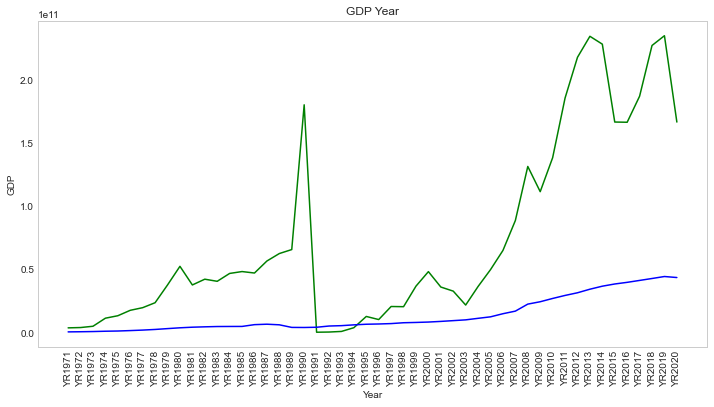 GDP Year
1e11
2.0
1.5
1.0
0.5
0.0
GDP
YR1971
YR1972
YR1973
YR1974
YR1975
YR1976
YR1977
YR1978
YR1979
YR1980
YR1981
YR1982
YR1983
YR1984
YR1985
YR1986
YR1987
YR1988
YR1989
YR1990
YR1991
YR1992
YR1993
YR1994
YR1995
YR1996
YR1997
YR1998
YR1999
YR2000
YR2001
YR2002
YR2003
YR2004
YR2005
YR2006
YR2007
YR2008
YR2009
YR2010
YR2011
YR2012
YR2013
YR2014
YR2015
YR2016
YR2017
YR2018
YR2019
YR2020
Year